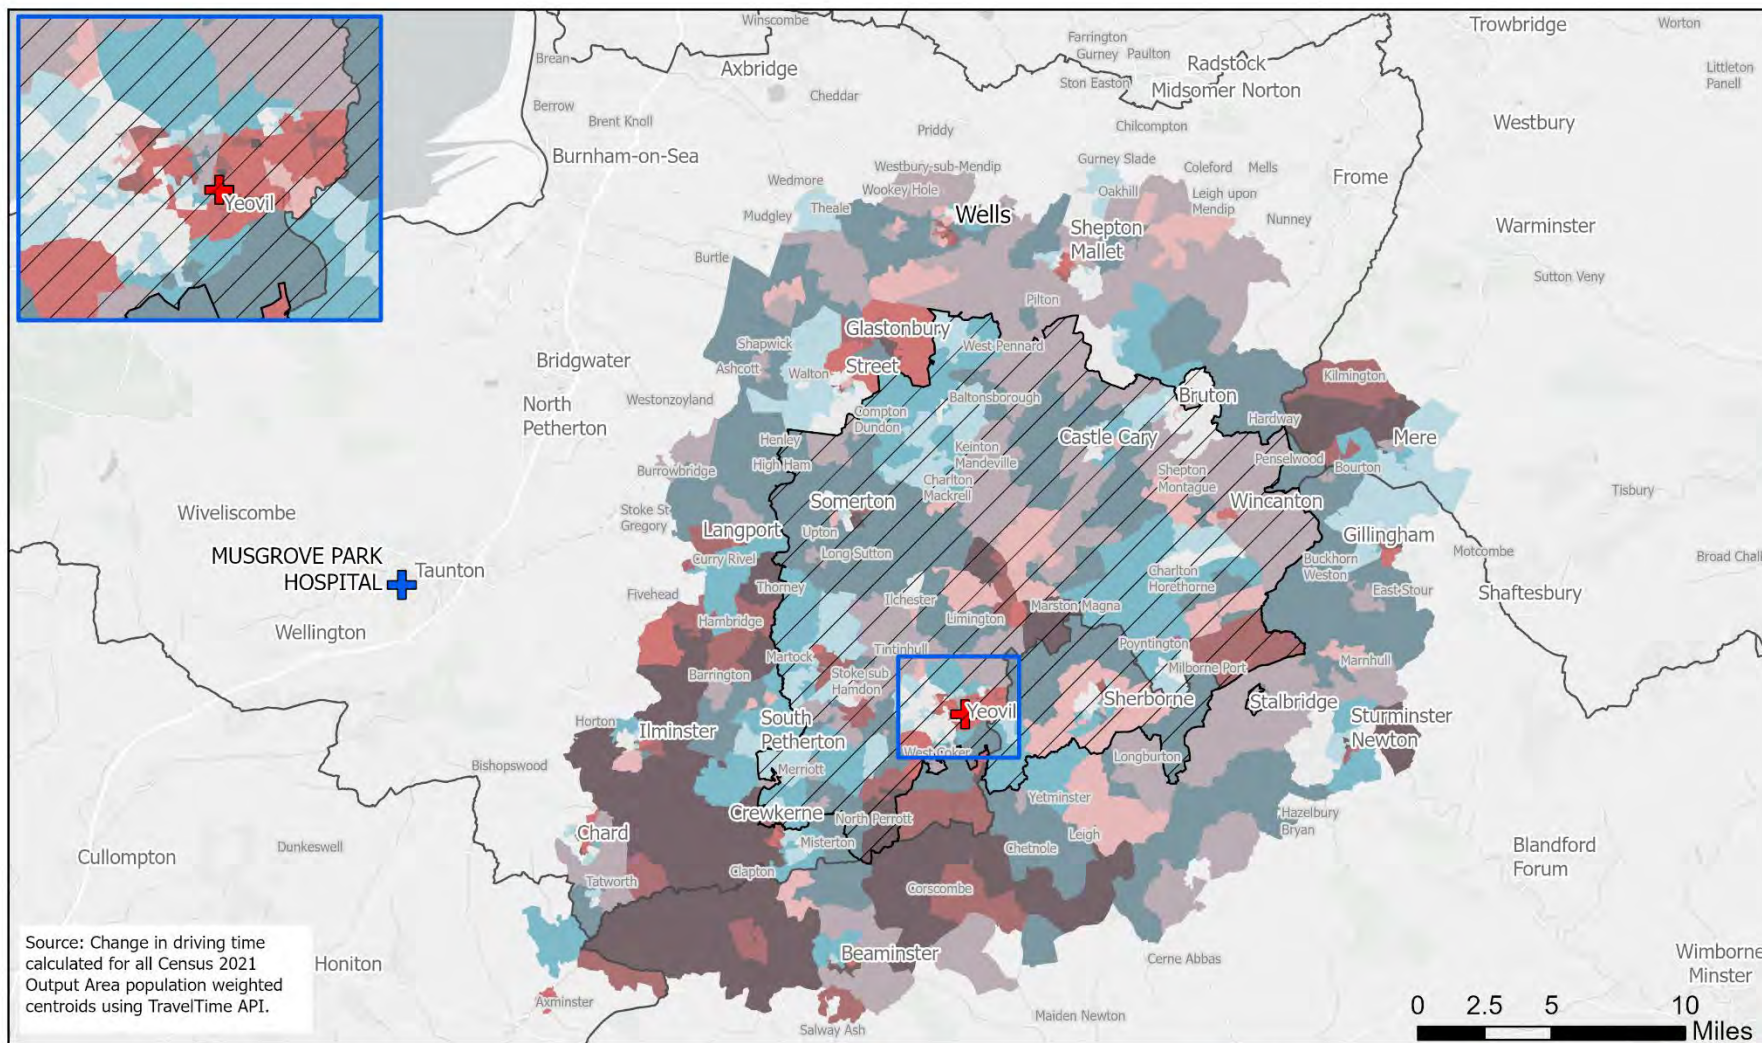 Winscombe
Trowbridge
Worton
Farrington
Gurney
Paulton
Brean
Axbridge
Ston Easton
Radstock
Midsomer Norton
Littleton
Panell
Berrow
Cheddar
Brent Knoll
Priddy
Chilcompton
Westbury
Burnham-on-Sea
Westbury-sub-Mendip
Gurney Slade
Coleford
Mells
Frome
Wedmore
Wookey Hole
Oakhill
Leigh upon
Mendip
Mudgley
Theale
Wells
Shepton
Mallet
Nunney
Warminster
Yeovil
Burtle
Sutton Veny
Pilton
Glastonbury
Shapwick
West Pennard
Bridgwater
Ashcott
Walton
Street
Kilmington
North
Petherton
Westonzoyland
Baltonsborough
Bruton
Compton
Dundon
Hardway
Mere
Henley
Castle Cary
Keinton
Mandeville
High Ham
Penselwood
Bourton
Burrowbridge
Charlton
Mackrell
Shepton
Montague
Tisbury
Wiveliscombe
Stoke St
Gregory
Somerton
Wincanton
Langport
Upton
Gillingham
MUSGROVE PARK
HOSPITAL
Taunton
Curry Rivel
Long Sutton
Buckhorn
Weston
Motcombe
Broad Chalk
Charlton
Horethorne
Fivehead
Thorney
Ilchester
Marston Magna
East Stour
Shaftesbury
Wellington
Hambridge
Limington
Tintinhull
Poyntington
Martock
Barrington
Stoke sub
Hamdon
Milborne Port
Marnhull
Horton
Ilminster
South
Petherton
Yeovil
Sherborne
Stalbridge
Sturminster
Newton
West Coker
Longburton
Bishopswood
Merriott
Yetminster
Crewkerne
North Perrott
Hazelbury
Bryan
Chard
Misterton
Leigh
Cullompton
Dunkeswell
Chetnole
Blandford
Forum
Tatworth
Clapton
Corscombe
Source: Change in driving time
calculated for all Census 2021
Output Area population weighted
centroids using TravelTime API.
Honiton
Beaminster
Cerne Abbas
Wimborne
Minster
Axminster
Salway Ash
Maiden Newton
0 2.5 5 10
Miles